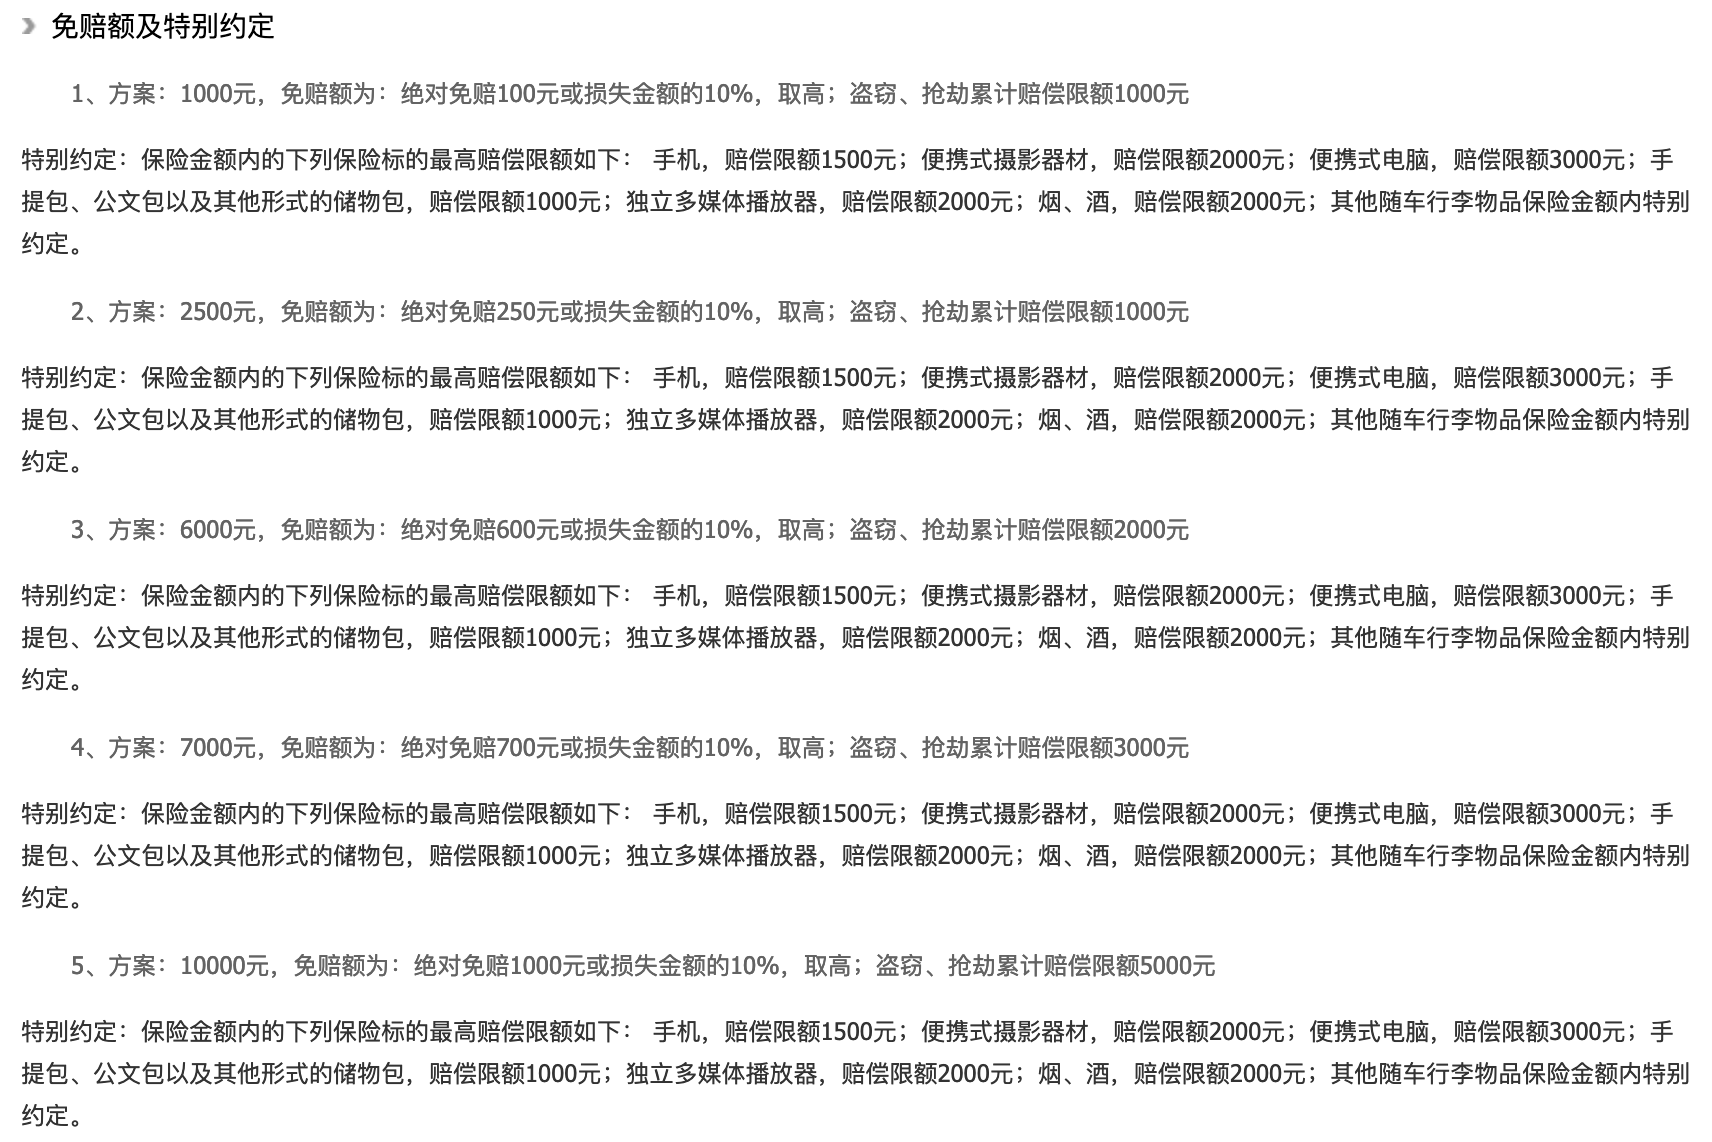 免赔额及特别约定
1、方案：1000元，免赔额为：绝对免赔100元或损失金额的10%，取高；盗窃、抢劫累计赔偿限额1000元
特别约定：保险金额内的下列保险标的最高赔偿限额如下： 手机，赔偿限额1500元；便携式摄影器材，赔偿限额2000元；便携式电脑，赔偿限额3000元；手
提包、公文包以及其他形式的储物包，赔偿限额1000元；独立多媒体播放器，赔偿限额2000元；烟、酒，赔偿限额2000元；其他随车行李物品保险金额内特别
约定。
2、方案：2500元，免赔额为：绝对免赔250元或损失金额的10%，取高；盗窃、抢劫累计赔偿限额1000元
特别约定：保险金额内的下列保险标的最高赔偿限额如下： 手机，赔偿限额1500元；便携式摄影器材，赔偿限额2000元；便携式电脑，赔偿限额3000元；手
提包、公文包以及其他形式的储物包，赔偿限额1000元；独立多媒体播放器，赔偿限额2000元；烟、酒，赔偿限额2000元；其他随车行李物品保险金额内特别
约定。
3、方案：6000元，免赔额为：绝对免赔600元或损失金额的10%，取高；盗窃、抢劫累计赔偿限额2000元
特别约定：保险金额内的下列保险标的最高赔偿限额如下： 手机，赔偿限额1500元；便携式摄影器材，赔偿限额2000元；便携式电脑，赔偿限额3000元；手
提包、公文包以及其他形式的储物包，赔偿限额1000元；独立多媒体播放器，赔偿限额2000元；烟、酒，赔偿限额2000元；其他随车行李物品保险金额内特别
约定。
4、方案：7000元，免赔额为：绝对免赔700元或损失金额的10%，取高；盗窃、抢劫累计赔偿限额3000元
特别约定：保险金额内的下列保险标的最高赔偿限额如下： 手机，赔偿限额1500元；便携式摄影器材，赔偿限额2000元；便携式电脑，赔偿限额3000元；手
提包、公文包以及其他形式的储物包，赔偿限额1000元；独立多媒体播放器，赔偿限额2000元；烟、酒，赔偿限额2000元；其他随车行李物品保险金额内特别
约定。
5、方案：10000元，免赔额为：绝对免赔1000元或损失金额的10%，取高；盗窃、抢劫累计赔偿限额5000元
特别约定：保险金额内的下列保险标的最高赔偿限额如下： 手机，赔偿限额1500元；便携式摄影器材，赔偿限额2000元；便携式电脑，赔偿限额3000元；手
提包、公文包以及其他形式的储物包，赔偿限额1000元；独立多媒体播放器，赔偿限额2000元；烟、酒，赔偿限额2000元；其他随车行李物品保险金额内特别
约定。